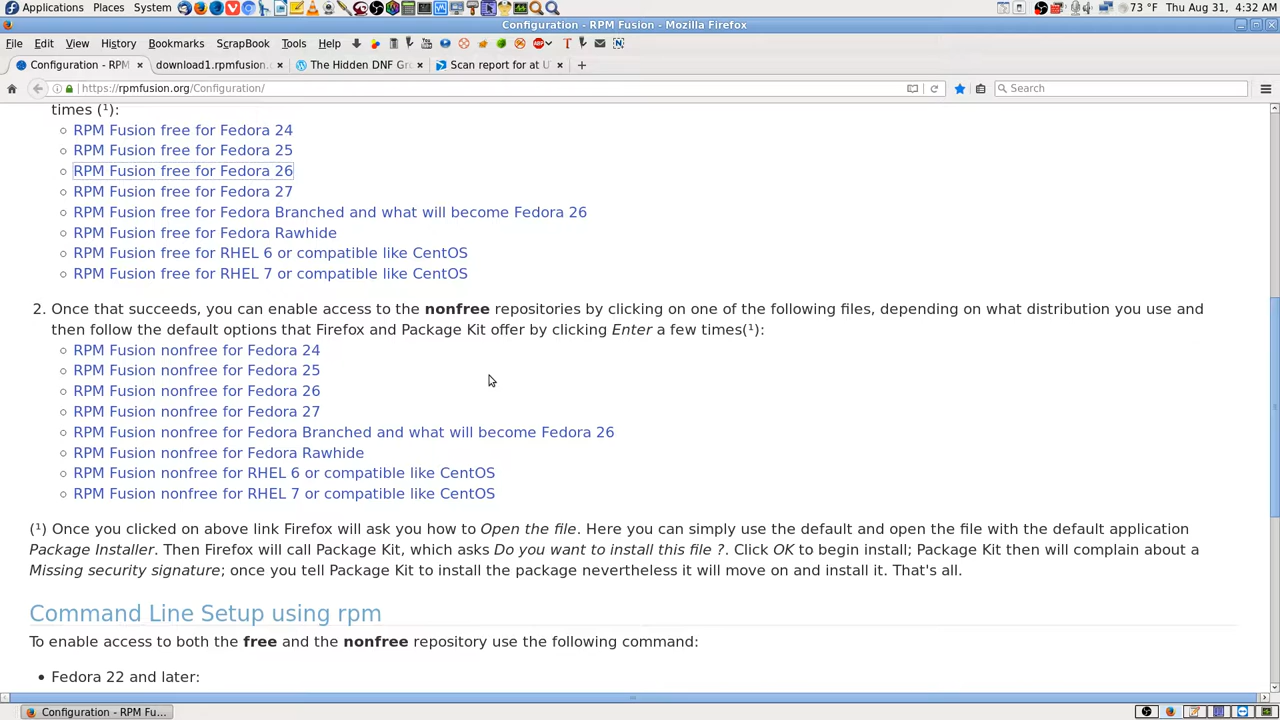 Applications Places System 73 °F Thu Aug 31, 4:32 AM
Configuration - RPM Fusion - Mozilla Firefox
File Edit View History Bookmarks ScrapBook Tools Help
Configuration - RPM × download1.rpmfusion. × The Hidden DNF Gr × Scan report for at U ×
https://rpmfusion.org/Configuration/ Search
times (¹):
○ RPM Fusion free for Fedora 24
○ RPM Fusion free for Fedora 25
○ RPM Fusion free for Fedora 26
○ RPM Fusion free for Fedora 27
○ RPM Fusion free for Fedora Branched and what will become Fedora 26
○ RPM Fusion free for Fedora Rawhide
○ RPM Fusion free for RHEL 6 or compatible like CentOS
○ RPM Fusion free for RHEL 7 or compatible like CentOS
2. Once that succeeds, you can enable access to the nonfree repositories by clicking on one of the following files, depending on what distribution you use and
then follow the default options that Firefox and Package Kit offer by clicking Enter a few times(¹):
○ RPM Fusion nonfree for Fedora 24
○ RPM Fusion nonfree for Fedora 25
○ RPM Fusion nonfree for Fedora 26
○ RPM Fusion nonfree for Fedora 27
○ RPM Fusion nonfree for Fedora Branched and what will become Fedora 26
○ RPM Fusion nonfree for Fedora Rawhide
○ RPM Fusion nonfree for RHEL 6 or compatible like CentOS
○ RPM Fusion nonfree for RHEL 7 or compatible like CentOS
(¹) Once you clicked on above link Firefox will ask you how to Open the file. Here you can simply use the default and open the file with the default application
Package Installer. Then Firefox will call Package Kit, which asks Do you want to install this file ?. Click OK to begin install; Package Kit then will complain about a
Missing security signature; once you tell Package Kit to install the package nevertheless it will move on and install it. That's all.
Command Line Setup using rpm
To enable access to both the free and the nonfree repository use the following command:
• Fedora 22 and later:
Configuration - RPM Fu...